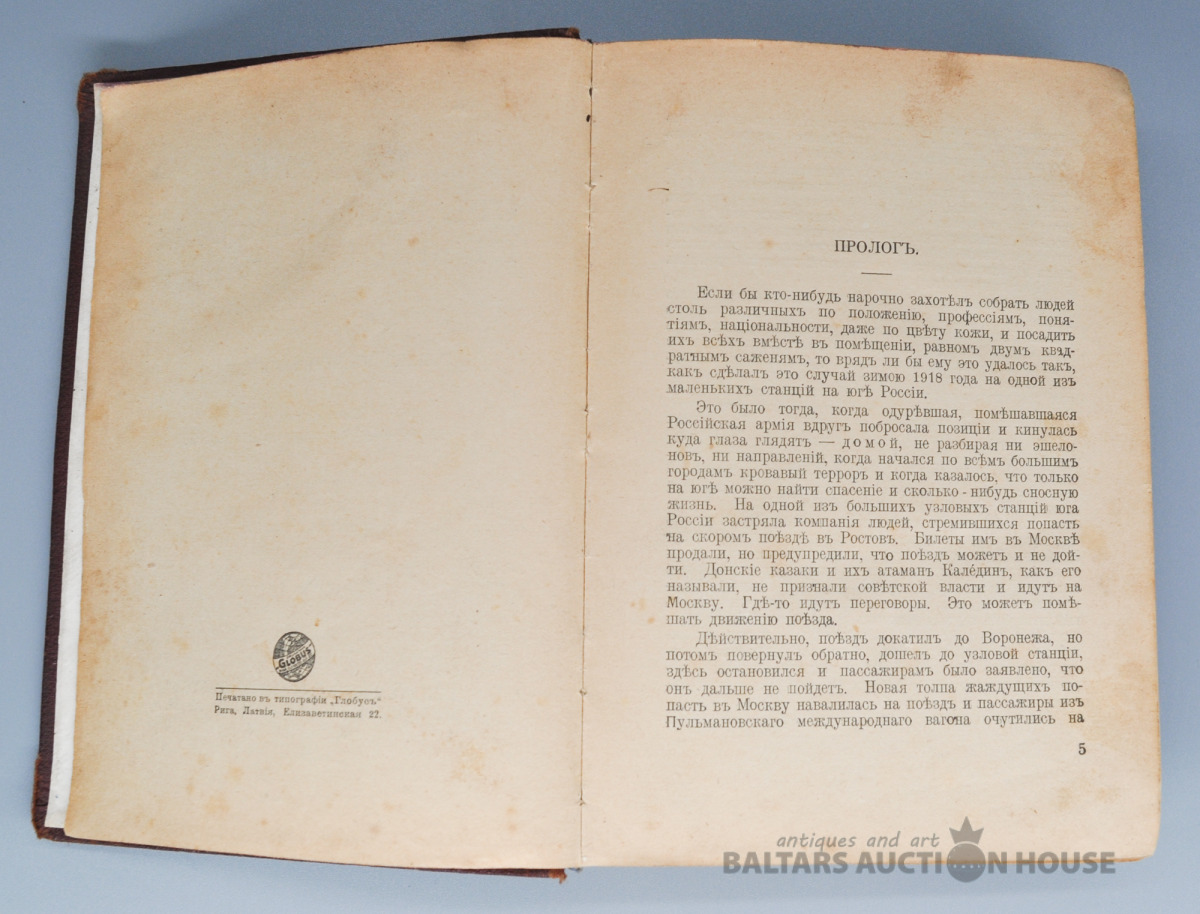 GLOBUS
Печатано въ типографіи „Глобусъ“
Рига, Латвія, Елизаветинская 22.
ПРОЛОГЪ.
Если бы кто-нибудь нарочно захотѣлъ собрать людей
столь различныхъ по положенію, профессіямъ, поня-
тіямъ, національности, даже по цвѣту кожи, и посадить
ихъ всѣхъ вмѣстѣ въ помѣщеніи, равномъ двумъ квад-
ратнымъ саженямъ, то врядъ ли бы ему это удалось такъ,
какъ сдѣлалъ это случай зимою 1918 года на одной изъ
маленькихъ станцій на югѣ Россіи.
Это было тогда, когда одурѣвшая, помѣшавшаяся
Россійская армія вдругъ побросала позиціи и кинулась
куда глаза глядятъ — домой, не разбирая ни эшело-
новъ, ни направленій, когда начался по всѣмъ большимъ
городамъ кровавый терроръ и когда казалось, что только
на югѣ можно найти спасеніе и сколько-нибудь сносную
жизнь. На одной изъ большихъ узловыхъ станцій юга
Россіи застряла компанія людей, стремившихся попасть
на скоромъ поѣздѣ въ Ростовъ. Билеты имъ въ Москвѣ
продали, но предупредили, что поѣздъ можетъ и не дой-
ти. Донскіе казаки и ихъ атаманъ Кале́динъ, какъ его
называли, не признали совѣтской власти и идутъ на
Москву. Гдѣ-то идутъ переговоры. Это можетъ помѣ-
шать движенію поѣзда.
Дѣйствительно, поѣздъ докатилъ до Воронежа, но
потомъ повернулъ обратно, дошелъ до узловой станціи,
здѣсь остановился и пассажирамъ было заявлено, что
онъ дальше не пойдетъ. Новая толпа жаждущихъ по-
пасть въ Москву навалилась на поѣздъ и пассажиры изъ
Пульмановскаго международнаго вагона очутились на
5
antiques and art
BALTARS AUCTION HOUSE